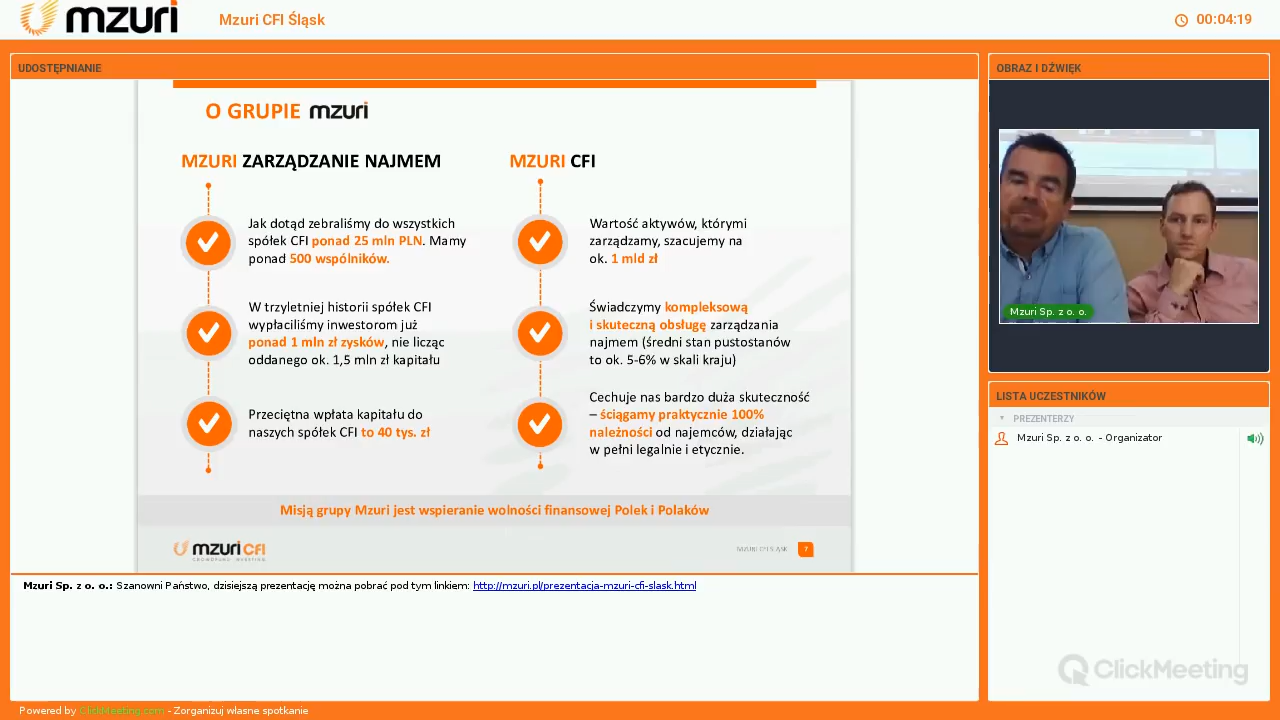 mzuri
Mzuri CFI Śląsk
00:04:19
UDOSTĘPNIANIE
O GRUPIE mzuri
MZURI ZARZĄDZANIE NAJMEM
Jak dotąd zebraliśmy do wszystkich
spółek CFI ponad 25 mln PLN. Mamy
ponad 500 wspólników.
W trzyletniej historii spółek CFI
wypłaciliśmy inwestorom już
ponad 1 mln zł zysków, nie licząc
oddanego ok. 1,5 mln zł kapitału
Przeciętna wpłata kapitału do
naszych spółek CFI to 40 tys. zł
MZURI CFI
Wartość aktywów, którymi
zarządzamy, szacujemy na
ok. 1 mld zł
Świadczymy kompleksową
i skuteczną obsługę zarządzania
najmem (średni stan pustostanów
to ok. 5-6% w skali kraju)
Cechuje nas bardzo duża skuteczność
– ściągamy praktycznie 100%
należności od najemców, działając
w pełni legalnie i etycznie.
Misją grupy Mzuri jest wspieranie wolności finansowej Polek i Polaków
mzuri CFI
CROWDFUND INVESTING
MZURI CFI ŚLĄSK 7
Mzuri Sp. z o. o.: Szanowni Państwo, dzisiejszą prezentację można pobrać pod tym linkiem: http://mzuri.pl/prezentacja-mzuri-cfi-slask.html
OBRAZ I DŹWIĘK
Mzuri Sp. z o. o.
LISTA UCZESTNIKÓW
PREZENTERZY
Mzuri Sp. z o. o. - Organizator
ClickMeeting
Powered by ClickMeeting.com - Zorganizuj własne spotkanie